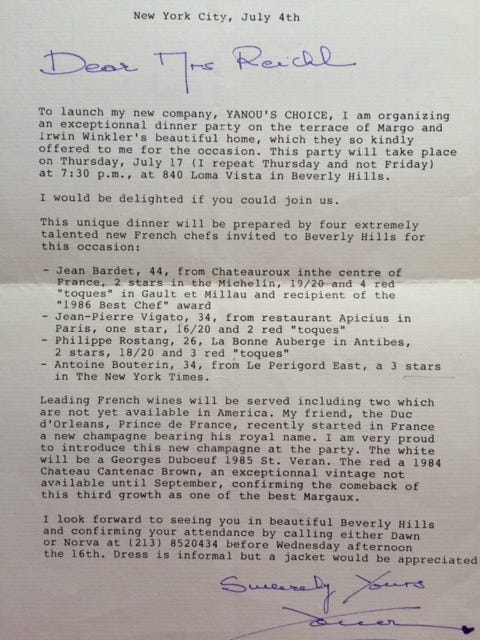 New York City, July 4th
Dear Mrs Reichl
To launch my new company, YANOU'S CHOICE, I am organizing
an exceptionnal dinner party on the terrace of Margo and
Irwin Winkler's beautiful home, which they so kindly
offered to me for the occasion. This party will take place
on Thursday, July 17 (I repeat Thursday and not Friday)
at 7:30 p.m., at 840 Loma Vista in Beverly Hills.
I would be delighted if you could join us.
This unique dinner will be prepared by four extremely
talented new French chefs invited to Beverly Hills for
this occasion:
- Jean Bardet, 44, from Chateauroux inthe centre of
France, 2 stars in the Michelin, 19/20 and 4 red
"toques" in Gault et Millau and recipient of the
"1986 Best Chef" award
- Jean-Pierre Vigato, 34, from restaurant Apicius in
Paris, one star, 16/20 and 2 red "toques"
- Philippe Rostang, 26, La Bonne Auberge in Antibes,
2 stars, 18/20 and 3 red "toques"
- Antoine Bouterin, 34, from Le Perigord East, a 3 stars
in The New York Times.
Leading French wines will be served including two which
are not yet available in America. My friend, the Duc
d'Orleans, Prince de France, recently started in France
a new champagne bearing his royal name. I am very proud
to introduce this new champagne at the party. The white
will be a Georges Duboeuf 1985 St. Veran. The red a 1984
Chateau Cantenac Brown, an exceptionnal vintage not
available until September, confirming the comeback of
this third growth as one of the best Margaux.
I look forward to seeing you in beautiful Beverly Hills
and confirming your attendance by calling either Dawn
or Norva at (213) 8520434 before Wednesday afternoon
the 16th. Dress is informal but a jacket would be appreciated
Sincerely Yours